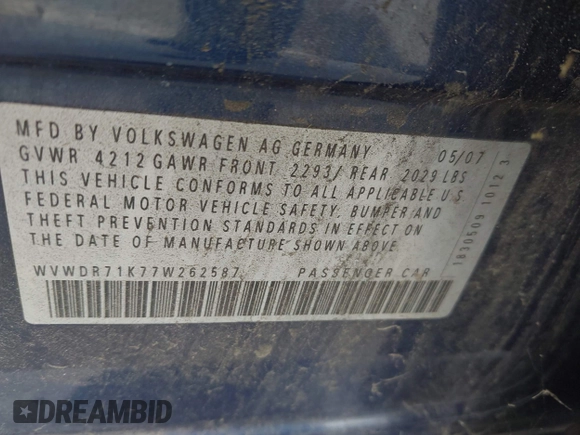 MFD BY VOLKSWAGEN AG GERMANY 05/07
GVWR 4212 GAWR FRONT 2293/ REAR 2029 LBS
THIS VEHICLE CONFORMS TO ALL APPLICABLE U.S.
FEDERAL MOTOR VEHICLE SAFETY, BUMPER AND
THEFT PREVENTION STANDARDS IN EFFECT ON
THE DATE OF MANUFACTURE SHOWN ABOVE.
WVWDR71K77W262587 PASSENGER CAR
1830509 1012 3
DREAMBID